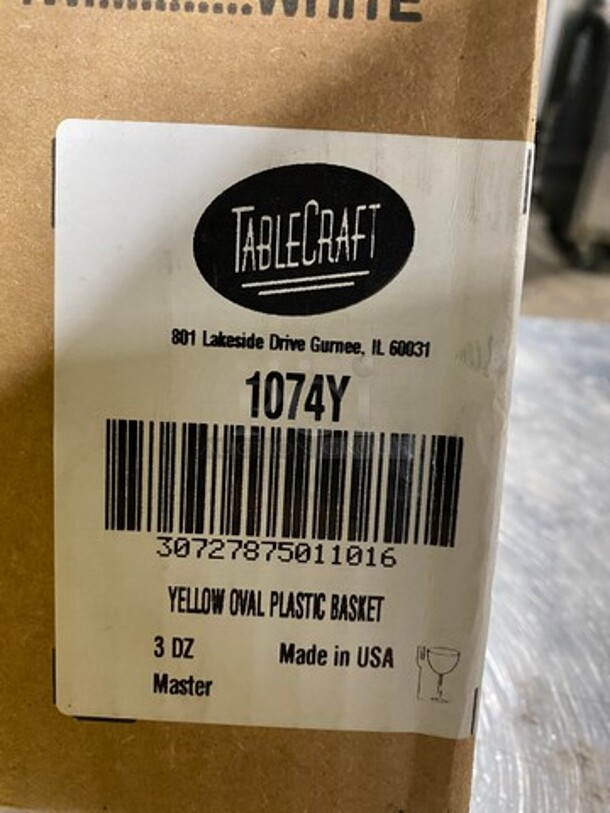 WHITE
TABLECRAFT
801 Lakeside Drive Gurnee, IL 60031
1074Y
30727875011016
YELLOW OVAL PLASTIC BASKET
3 DZ Made in USA
Master